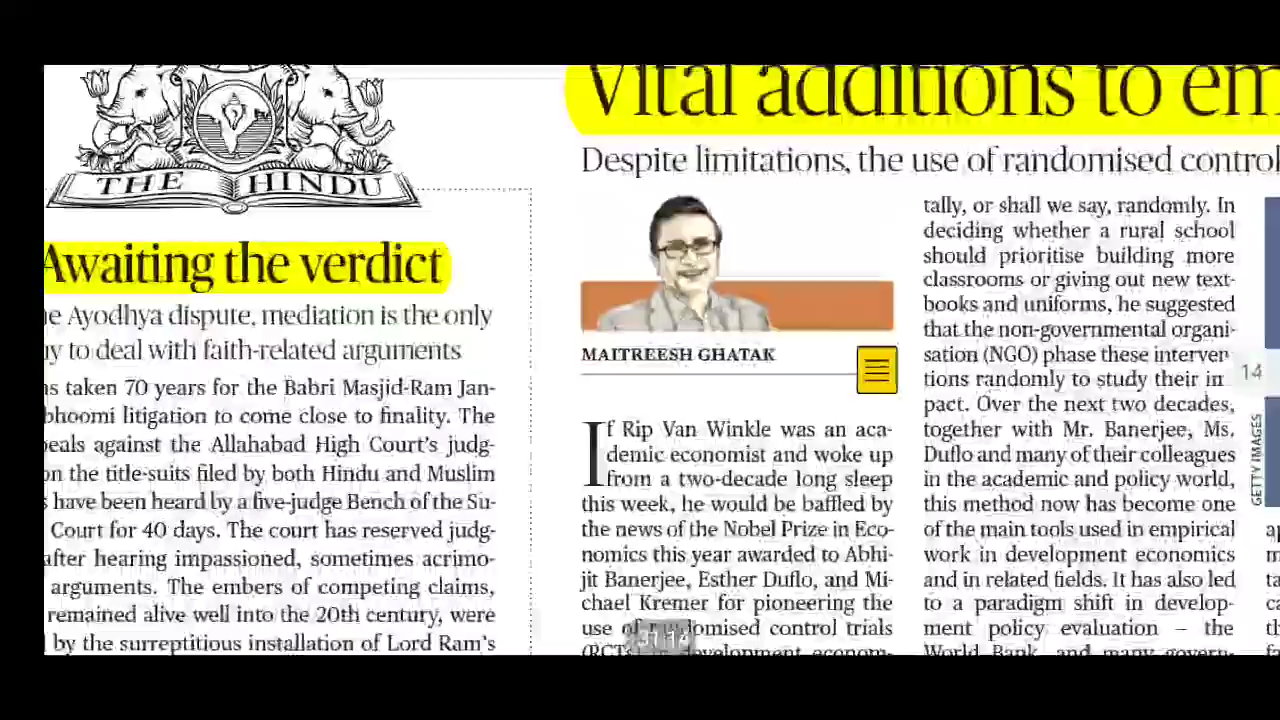 THE HINDU
Awaiting the verdict
Ayodhya dispute, mediation is the only
to deal with faith-related arguments
taken 70 years for the Babri Masjid-Ram Jan-
bhoomi litigation to come close to finality. The
against the Allahabad High Court's judg-
the title-suits filed by both Hindu and Muslim
have been heard by a five-judge Bench of the Su-
Court for 40 days. The court has reserved judg-
after hearing impassioned, sometimes acrimo-
arguments. The embers of competing claims,
remained alive well into the 20th century, were
by the surreptitious installation of Lord Ram's
Vital additions to em
Despite limitations, the use of randomised control
MAITREESH GHATAK
If Rip Van Winkle was an aca-
demic economist and woke up
from a two-decade long sleep
this week, he would be baffled by
the news of the Nobel Prize in Eco-
nomics this year awarded to Abhi-
jit Banerjee, Esther Duflo, and Mi-
chael Kremer for pioneering the
use of randomised control trials
(RCTs) development econom-
tally, or shall we say, randomly. In
deciding whether a rural school
should prioritise building more
classrooms or giving out new text-
books and uniforms, he suggested
that the non-governmental organi-
sation (NGO) phase these interven
tions randomly to study their im
pact. Over the next two decades,
together with Mr. Banerjee, Ms.
Duflo and many of their colleagues
in the academic and policy world,
this method now has become one
of the main tools used in empirical
work in development economics
and in related fields. It has also led
to a paradigm shift in develop-
ment policy evaluation – the
World Bank, and many govern-
14
GETTY IMAGES
31:14